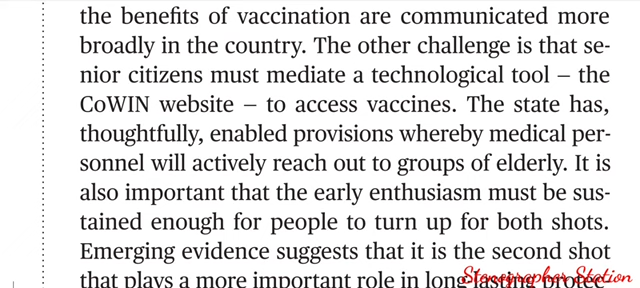 the benefits of vaccination are communicated more
broadly in the country. The other challenge is that se-
nior citizens must mediate a technological tool – the
CoWIN website – to access vaccines. The state has,
thoughtfully, enabled provisions whereby medical per-
sonnel will actively reach out to groups of elderly. It is
also important that the early enthusiasm must be sus-
tained enough for people to turn up for both shots.
Emerging evidence suggests that it is the second shot
that plays a more important role in long
Stenographer Station